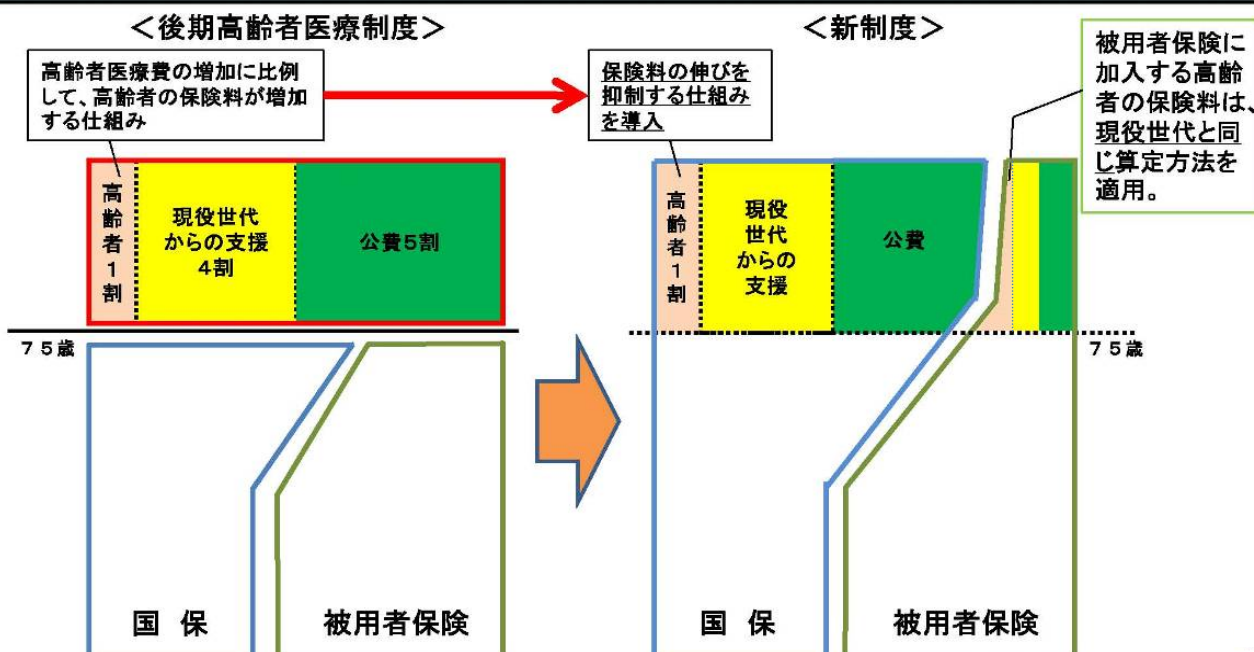 ＜後期高齢者医療制度＞
高齢者医療費の増加に比例
して、高齢者の保険料が増加
する仕組み
高齢者１割
現役世代
からの支援
４割
公費５割
７５歳
国 保
被用者保険
＜新制度＞
保険料の伸びを
抑制する仕組み
を導入
被用者保険に
加入する高齢
者の保険料は、
現役世代と同
じ算定方法を
適用。
高齢者１割
現役
世代
からの
支援
公費
７５歳
国 保
被用者保険